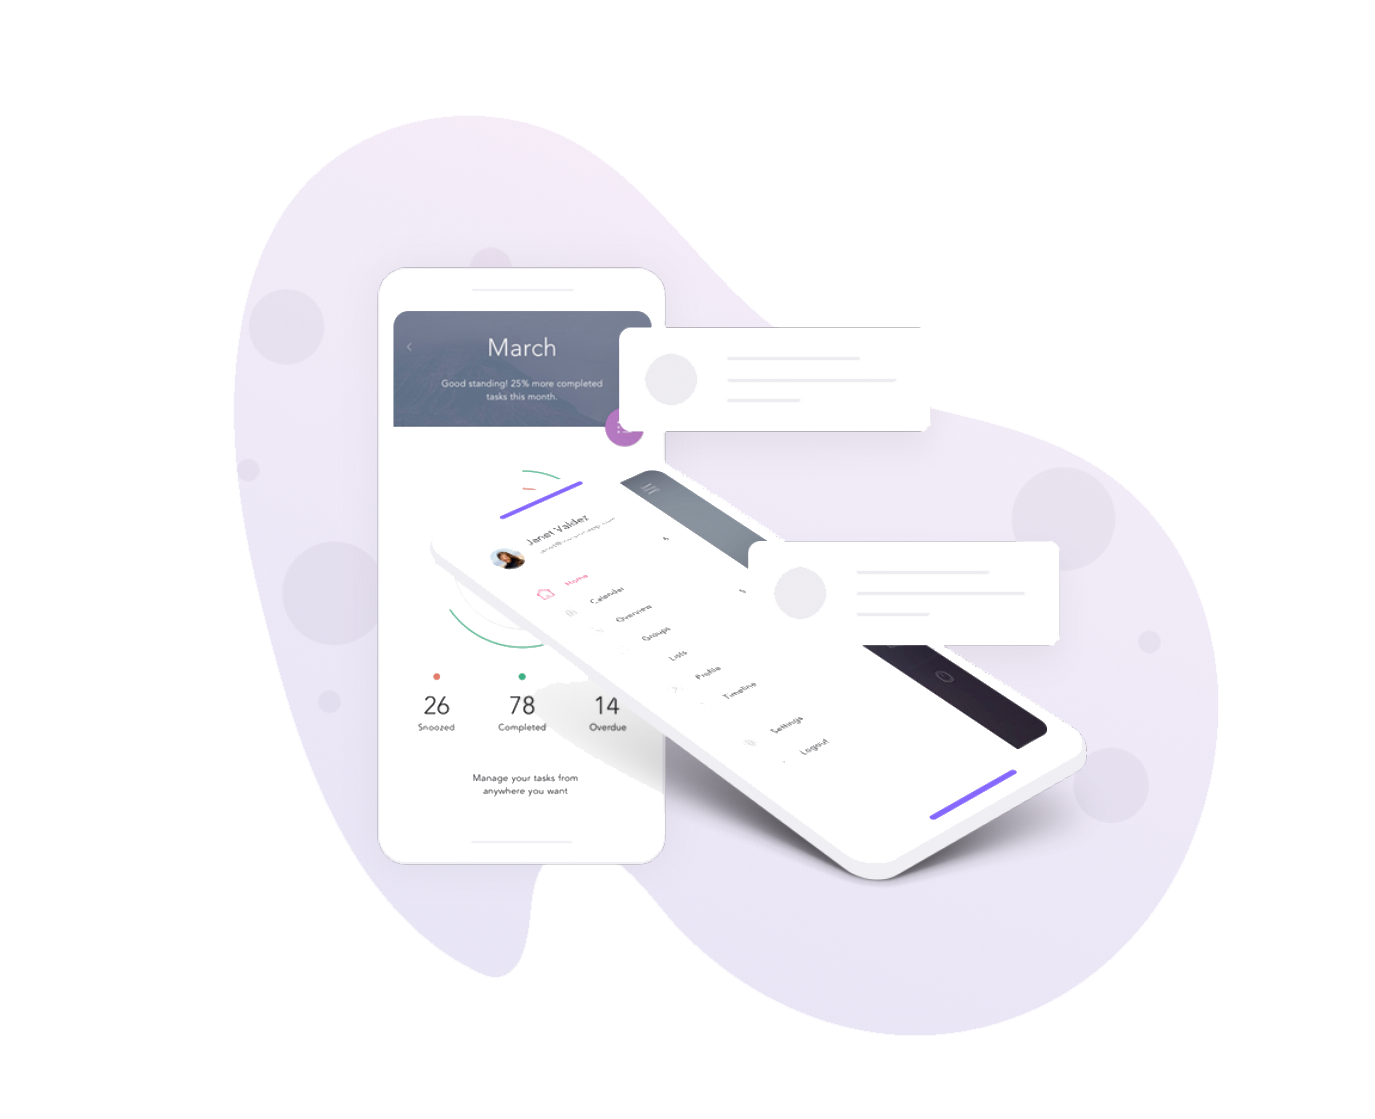 March
Good standing! 25% more completed
tasks this month.
26
Snoozed
78
Completed
14
Overdue
Manage your tasks from
anywhere you want
Janet Valdez
Home
Calendar
Overview
Groups
Lists
Profile
Timeline
Settings
Logout